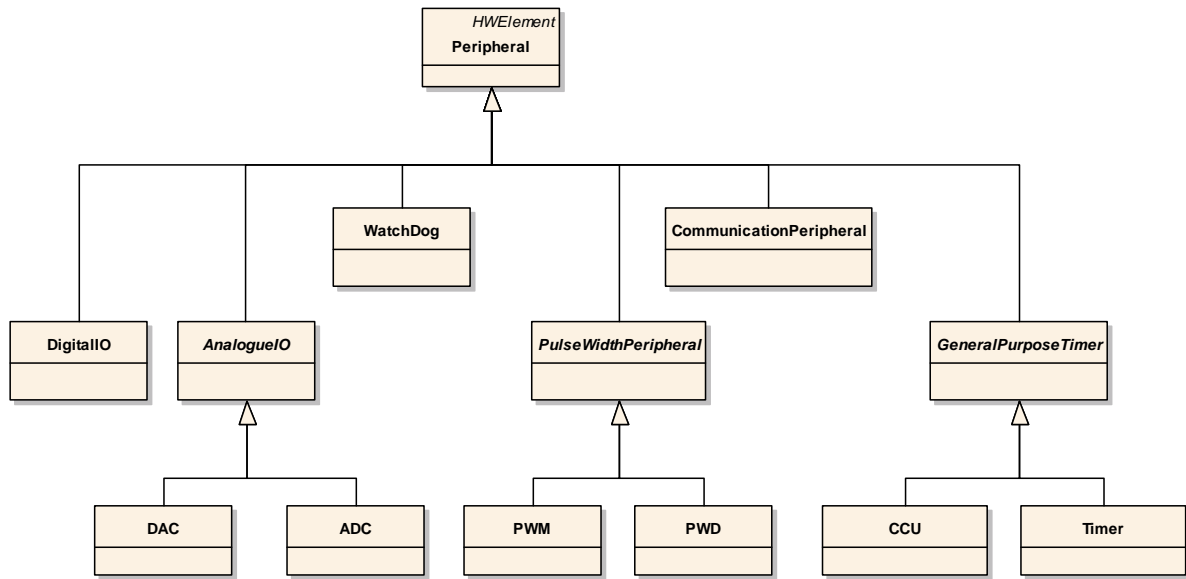 HWElement
Peripheral
WatchDog
CommunicationPeripheral
DigitalIO
AnalogueIO
PulseWidthPeripheral
GeneralPurposeTimer
DAC
ADC
PWM
PWD
CCU
Timer